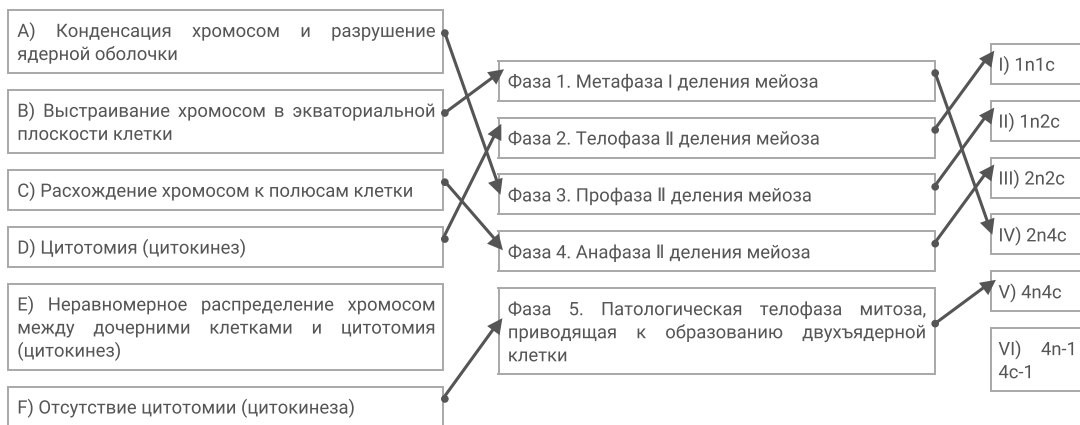 A) Конденсация хромосом и разрушение
ядерной оболочки
B) Выстраивание хромосом в экваториальной
плоскости клетки
C) Расхождение хромосом к полюсам клетки
D) Цитотомия (цитокинез)
E) Неравномерное распределение хромосом
между дочерними клетками и цитотомия
(цитокинез)
F) Отсутствие цитотомии (цитокинеза)
Фаза 1. Метафаза I деления мейоза
Фаза 2. Телофаза II деления мейоза
Фаза 3. Профаза II деления мейоза
Фаза 4. Анафаза II деления мейоза
Фаза 5. Патологическая телофаза митоза,
приводящая к образованию двухъядерной
клетки
I) 1n1c
II) 1n2c
III) 2n2c
IV) 2n4c
V) 4n4c
VI) 4n-1
4c-1